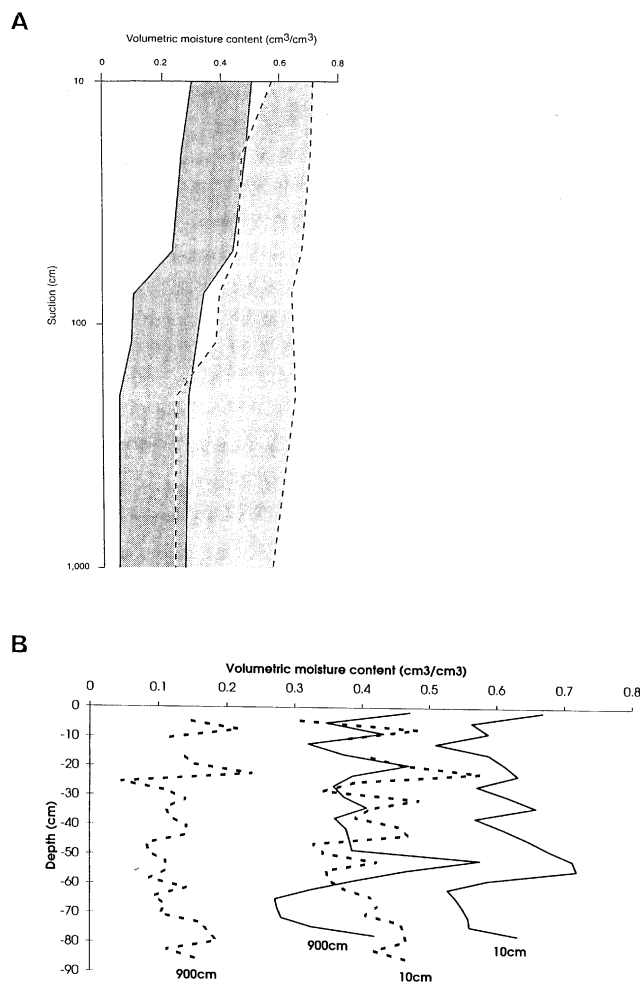 A
Volumetric moisture content (cm3/cm3)
0 0.2 0.4 0.6 0.8
10
Suction (cm)
100
1,000
B
Volumetric moisture content (cm3/cm3)
0 0.1 0.2 0.3 0.4 0.5 0.6 0.7 0.8
0
-10
-20
-30
-40
Depth (cm)
-50
-60
-70
-80
-90
900cm 900cm 10cm 10cm